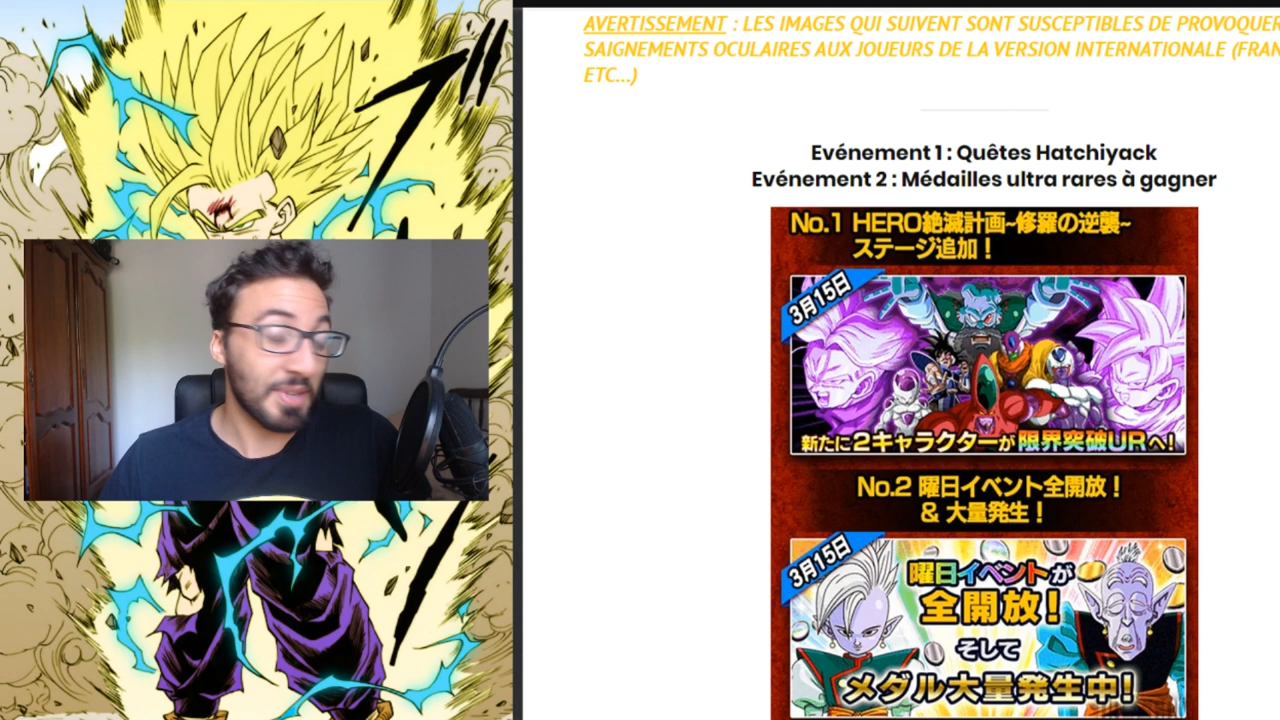 AVERTISSEMENT : LES IMAGES QUI SUIVENT SONT SUSCEPTIBLES DE PROVOQUER
SAIGNEMENTS OCULAIRES AUX JOUEURS DE LA VERSION INTERNATIONALE (FRAN
ETC...)
Evénement 1 : Quêtes Hatchiyack
Evénement 2 : Médailles ultra rares à gagner
No.1 HERO絶滅計画~修羅の逆襲~
ステージ追加！
3月15日
新たに2キャラクターが限界突破URへ!
No.2 曜日イベント全開放！
& 大量発生！
3月15日
曜日イベントが
全開放!
そして
メダル大量発生中!